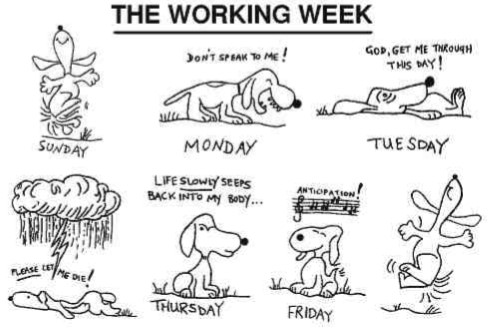 THE WORKING WEEK
SUNDAY
DON'T SPEAK TO ME!
MONDAY
GOD, GET ME THROUGH
THIS DAY!
TUESDAY
PLEASE LET ME DIE!
LIFE SLOWLY SEEPS
BACK INTO MY BODY...
THURSDAY
ANTICIPATION!
FRIDAY